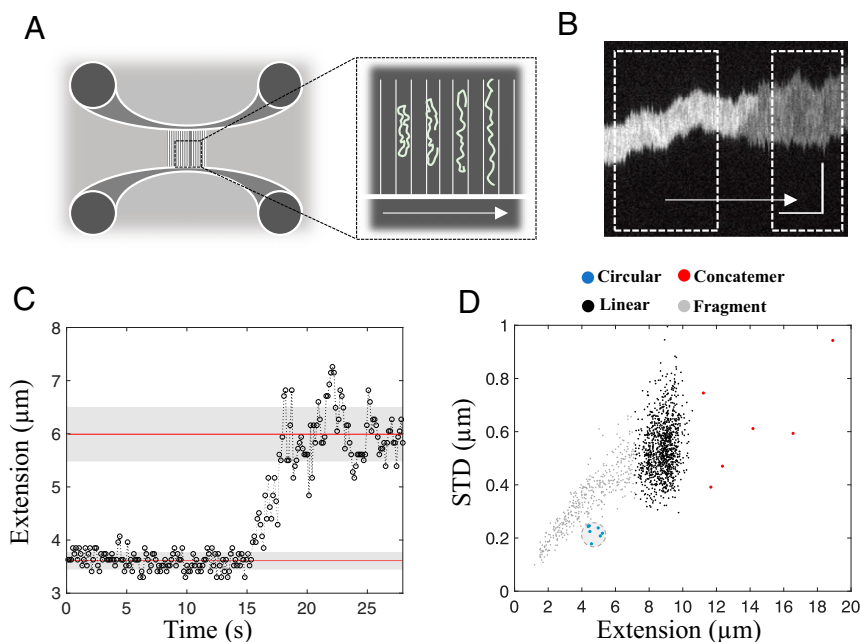 A
B
C
8
7
6
5
4
3
0
5
10
15
20
25
Extension (μm)
Time (s)
Circular
Concatemer
Linear
Fragment
D
1
0.8
0.6
0.4
0.2
0
0
2
4
6
8
10
12
14
16
18
20
STD (μm)
Extension (μm)